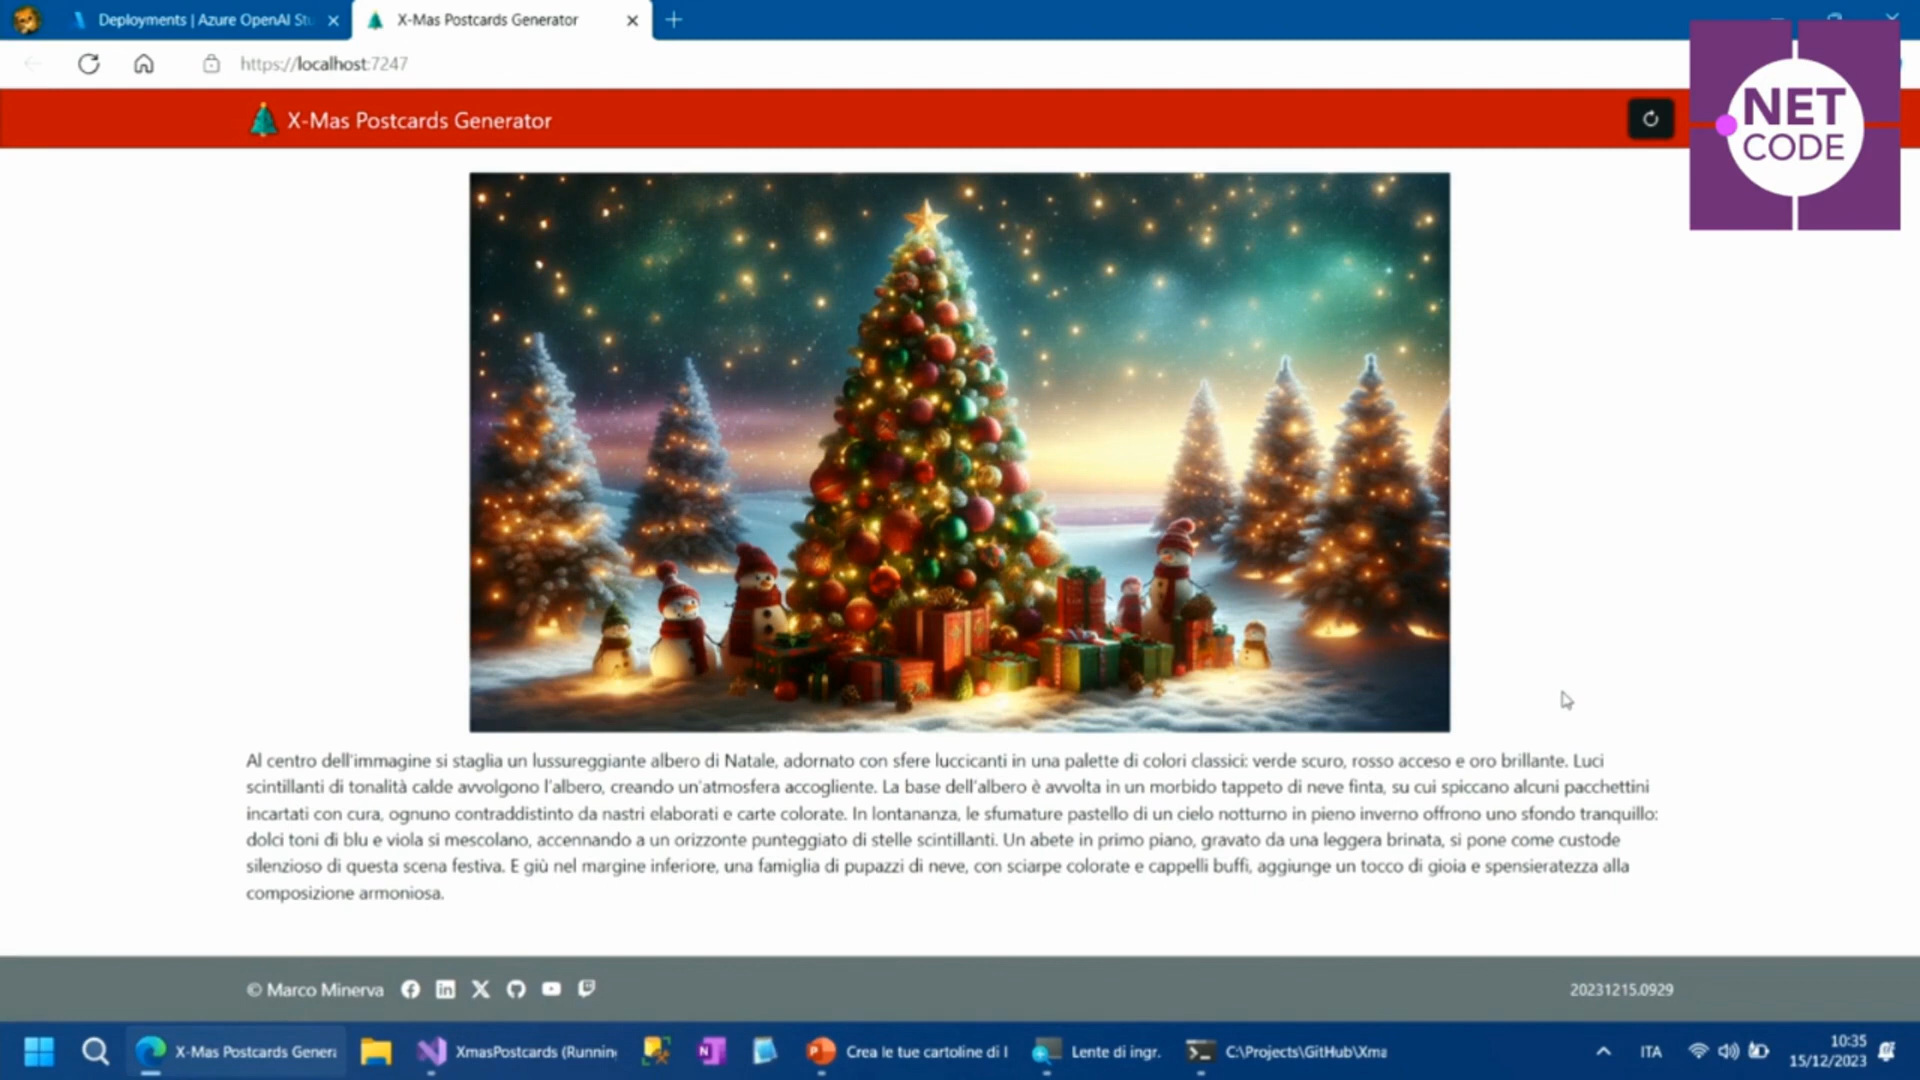 Deployments | Azure OpenAI Stu
X-Mas Postcards Generator
https://localhost:7247
X-Mas Postcards Generator
NET
CODE
Al centro dell'immagine si staglia un lussureggiante albero di Natale, adornato con sfere luccicanti in una palette di colori classici: verde scuro, rosso acceso e oro brillante. Luci
scintillanti di tonalità calde avvolgono l'albero, creando un'atmosfera accogliente. La base dell'albero è avvolta in un morbido tappeto di neve finta, su cui spiccano alcuni pacchettini
incartati con cura, ognuno contraddistinto da nastri elaborati e carte colorate. In lontananza, le sfumature pastello di un cielo notturno in pieno inverno offrono uno sfondo tranquillo:
dolci toni di blu e viola si mescolano, accennando a un orizzonte punteggiato di stelle scintillanti. Un abete in primo piano, gravato da una leggera brinata, si pone come custode
silenzioso di questa scena festiva. E giù nel margine inferiore, una famiglia di pupazzi di neve, con sciarpe colorate e cappelli buffi, aggiunge un tocco di gioia e spensieratezza alla
composizione armoniosa.
© Marco Minerva
20231215.0929
X-Mas Postcards Genera
XmasPostcards (Running
Crea le tue cartoline di I
Lente di ingr.
C:\Projects\GitHub\Xma
ITA
10:35
15/12/2023